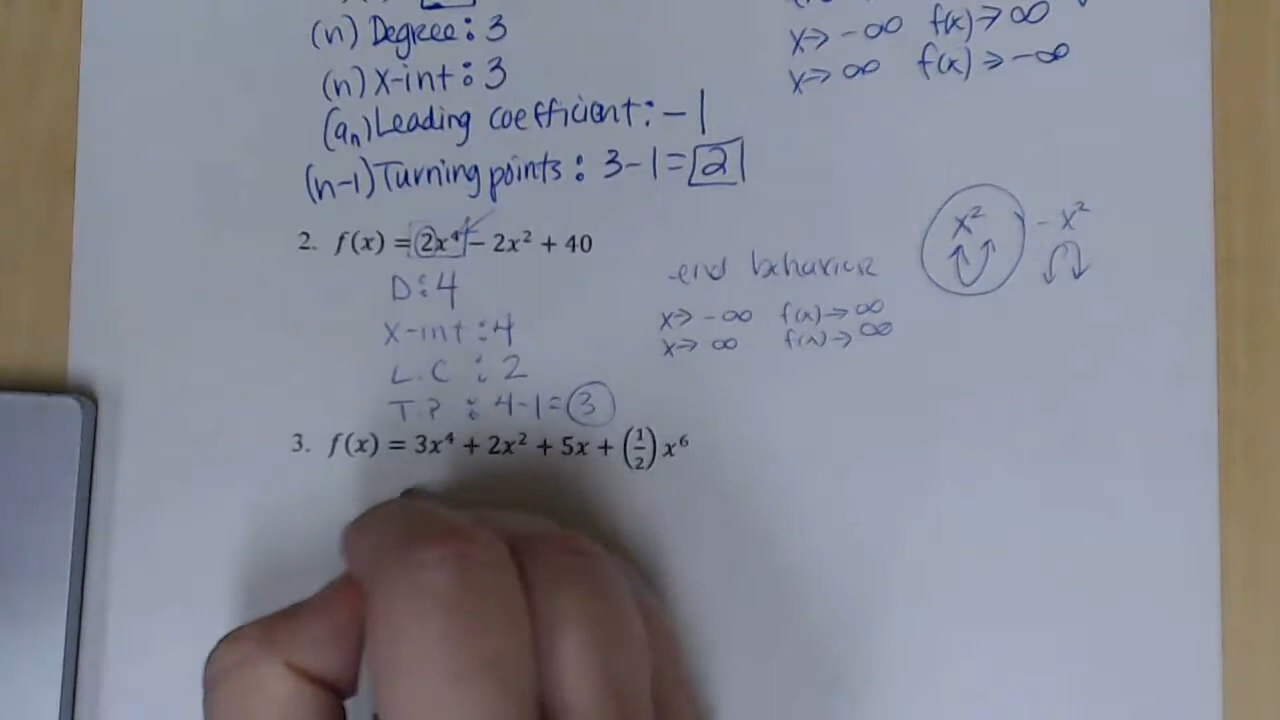 (n) Degree: 3
(n) X-int: 3
(an) Leading coefficient: -1
(n-1) Turning points: 3-1=2
x→ -∞ f(x)→∞
x→ ∞ f(x)→-∞
2. f(x) = 2x⁴ − 2x² + 40
D:4
x-int:4
L.C : 2
T.P : 4-1=3
end behavior
x→ -∞ f(x)→∞
x→ ∞ f(x)→∞
x² -x²
3. f(x) = 3x⁴ + 2x² + 5x + (1/2) x⁶